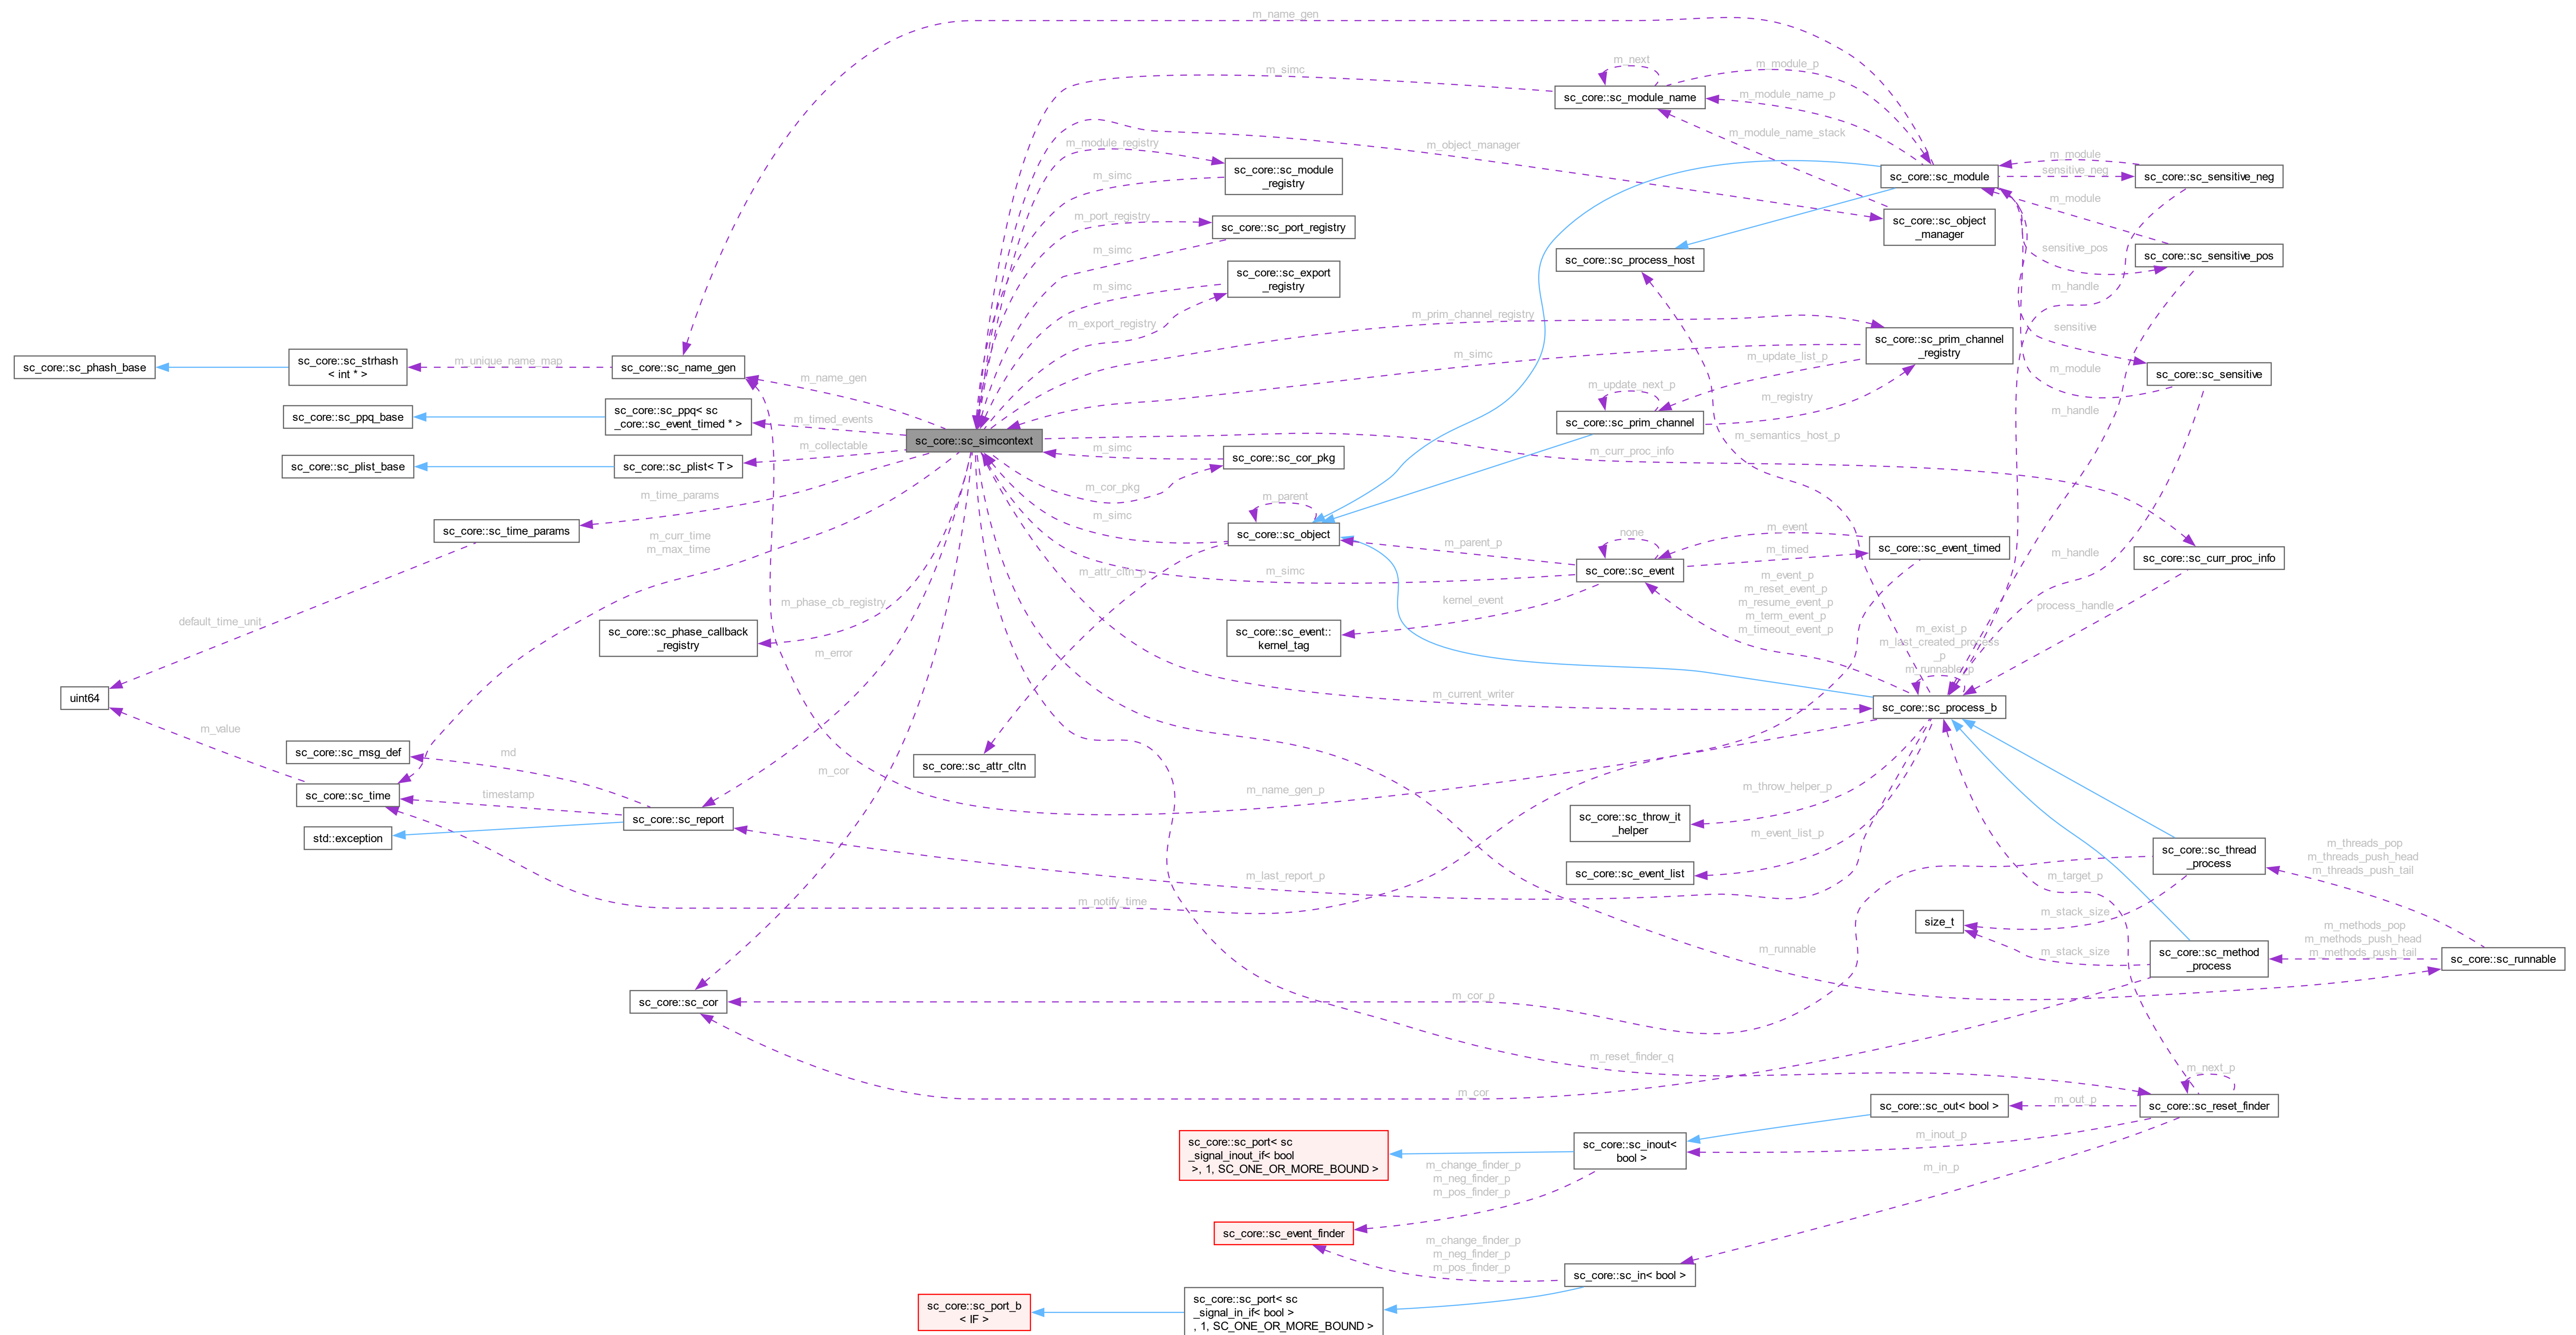 m_name_gen
m_next
m_module_p
m_simc
sc_core::sc_module_name
m_module_name_p
m_module_name_stack
m_object_manager
m_module_registry
sc_core::sc_module
_registry
m_simc
sc_core::sc_module
m_module
sensitive_neg
sc_core::sc_sensitive_neg
m_module
m_port_registry
sc_core::sc_port_registry
sc_core::sc_object
_manager
m_simc
sc_core::sc_process_host
sensitive_pos
sc_core::sc_sensitive_pos
sc_core::sc_export
_registry
m_simc
m_handle
m_export_registry
m_prim_channel_registry
sensitive
sc_core::sc_prim_channel
_registry
sc_core::sc_phash_base
sc_core::sc_strhash
< int * >
m_unique_name_map
sc_core::sc_name_gen
m_name_gen
m_simc
m_update_list_p
m_module
sc_core::sc_sensitive
m_update_next_p
m_registry
sc_core::sc_ppq_base
sc_core::sc_ppq< sc
_core::sc_event_timed * >
m_timed_events
sc_core::sc_simcontext
sc_core::sc_prim_channel
m_handle
m_semantics_host_p
m_collectable
m_simc
sc_core::sc_cor_pkg
m_curr_proc_info
sc_core::sc_plist_base
sc_core::sc_plist< T >
m_cor_pkg
m_time_params
m_parent
m_simc
sc_core::sc_time_params
m_curr_time
m_max_time
sc_core::sc_object
m_parent_p
none
m_event
m_timed
sc_core::sc_event_timed
m_handle
sc_core::sc_curr_proc_info
m_attr_cltn_p
m_simc
sc_core::sc_event
m_phase_cb_registry
kernel_event
m_event_p
m_reset_event_p
m_resume_event_p
m_term_event_p
m_timeout_event_p
process_handle
default_time_unit
sc_core::sc_phase_callback
_registry
sc_core::sc_event::
kernel_tag
m_exist_p
m_last_created_process
_p
m_runnable_p
m_error
uint64
m_current_writer
sc_core::sc_process_b
m_value
sc_core::sc_msg_def
md
sc_core::sc_attr_cltn
m_cor
sc_core::sc_time
timestamp
sc_core::sc_report
m_name_gen_p
m_throw_helper_p
sc_core::sc_throw_it
_helper
std::exception
m_event_list_p
sc_core::sc_thread
_process
m_threads_pop
m_threads_push_head
m_threads_push_tail
m_last_report_p
sc_core::sc_event_list
m_target_p
m_notify_time
m_stack_size
size_t
m_methods_pop
m_methods_push_head
m_methods_push_tail
m_runnable
m_stack_size
sc_core::sc_method
_process
sc_core::sc_runnable
sc_core::sc_cor
m_cor_p
m_reset_finder_q
m_next_p
m_cor
m_out_p
sc_core::sc_out< bool >
sc_core::sc_reset_finder
sc_core::sc_port< sc
_signal_inout_if< bool
>, 1, SC_ONE_OR_MORE_BOUND >
sc_core::sc_inout<
bool >
m_inout_p
m_change_finder_p
m_neg_finder_p
m_pos_finder_p
m_in_p
sc_core::sc_event_finder
m_change_finder_p
m_neg_finder_p
m_pos_finder_p
sc_core::sc_in< bool >
sc_core::sc_port_b
< IF >
sc_core::sc_port< sc
_signal_in_if< bool >
, 1, SC_ONE_OR_MORE_BOUND >